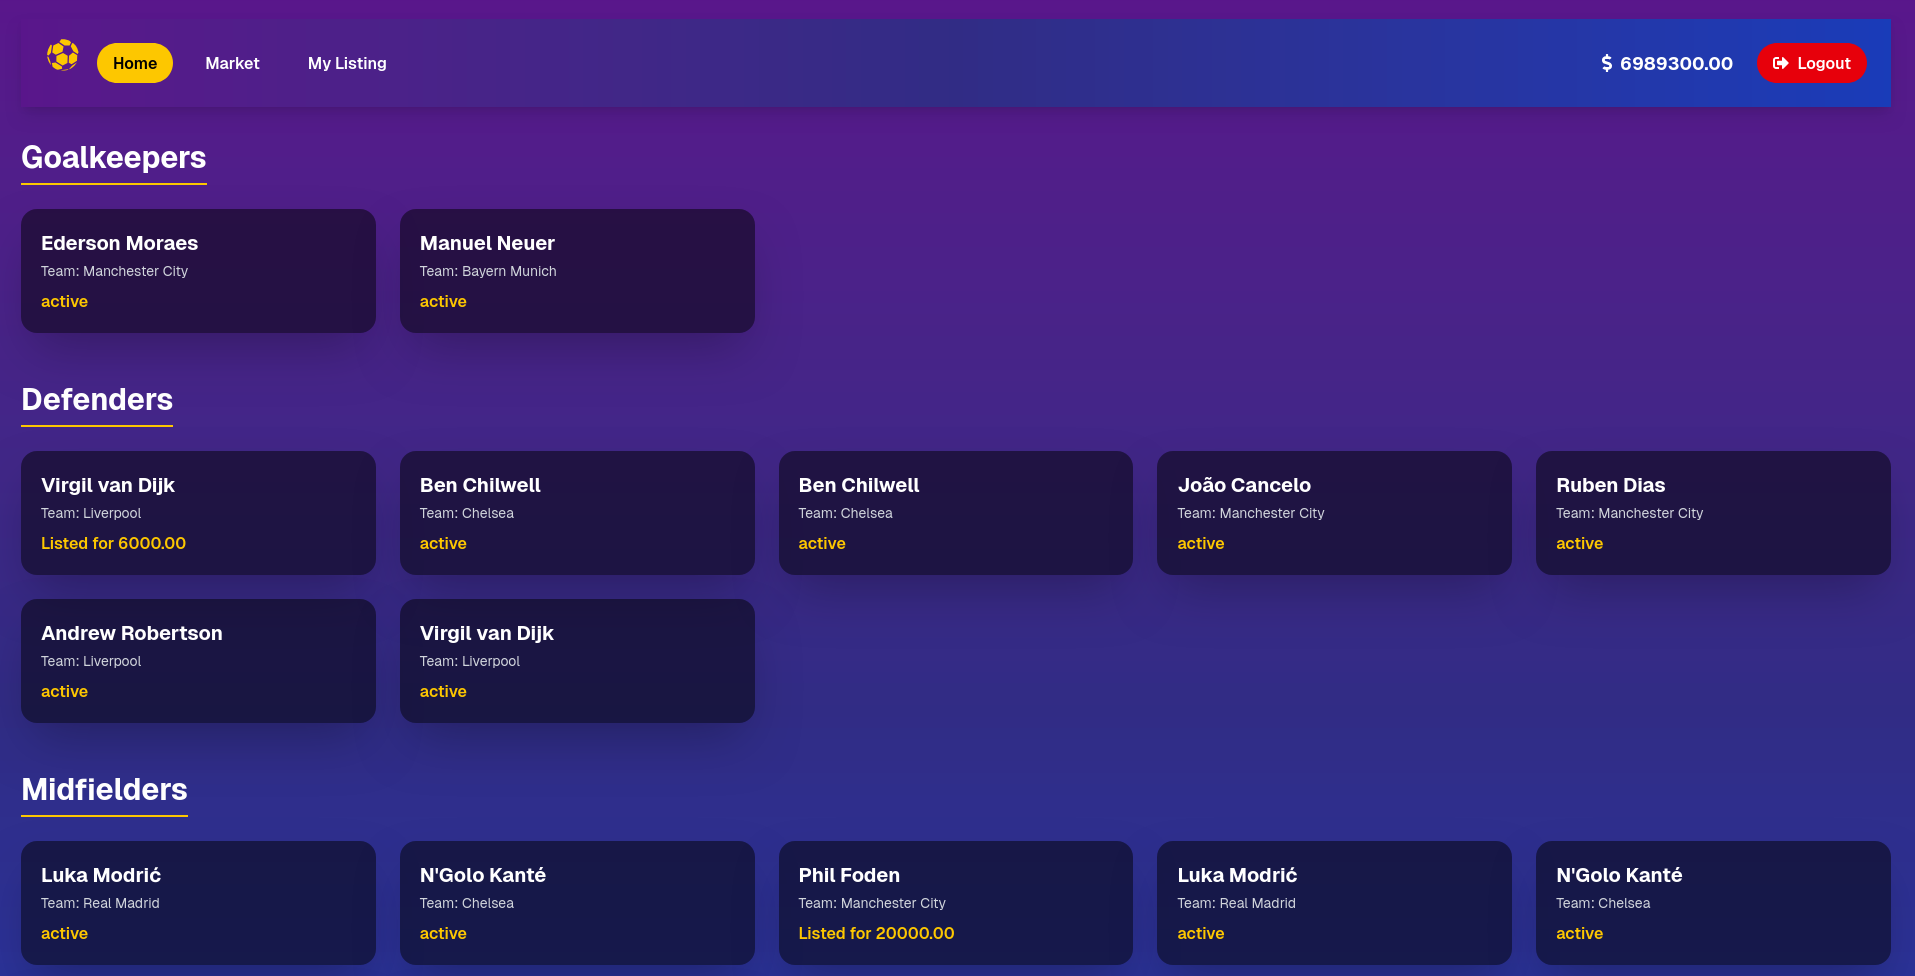 Home Market My Listing $ 6989300.00 Logout
Goalkeepers
Ederson Moraes
Team: Manchester City
active
Manuel Neuer
Team: Bayern Munich
active
Defenders
Virgil van Dijk
Team: Liverpool
Listed for 6000.00
Ben Chilwell
Team: Chelsea
active
Ben Chilwell
Team: Chelsea
active
João Cancelo
Team: Manchester City
active
Ruben Dias
Team: Manchester City
active
Andrew Robertson
Team: Liverpool
active
Virgil van Dijk
Team: Liverpool
active
Midfielders
Luka Modrić
Team: Real Madrid
active
N'Golo Kanté
Team: Chelsea
active
Phil Foden
Team: Manchester City
Listed for 20000.00
Luka Modrić
Team: Real Madrid
active
N'Golo Kanté
Team: Chelsea
active